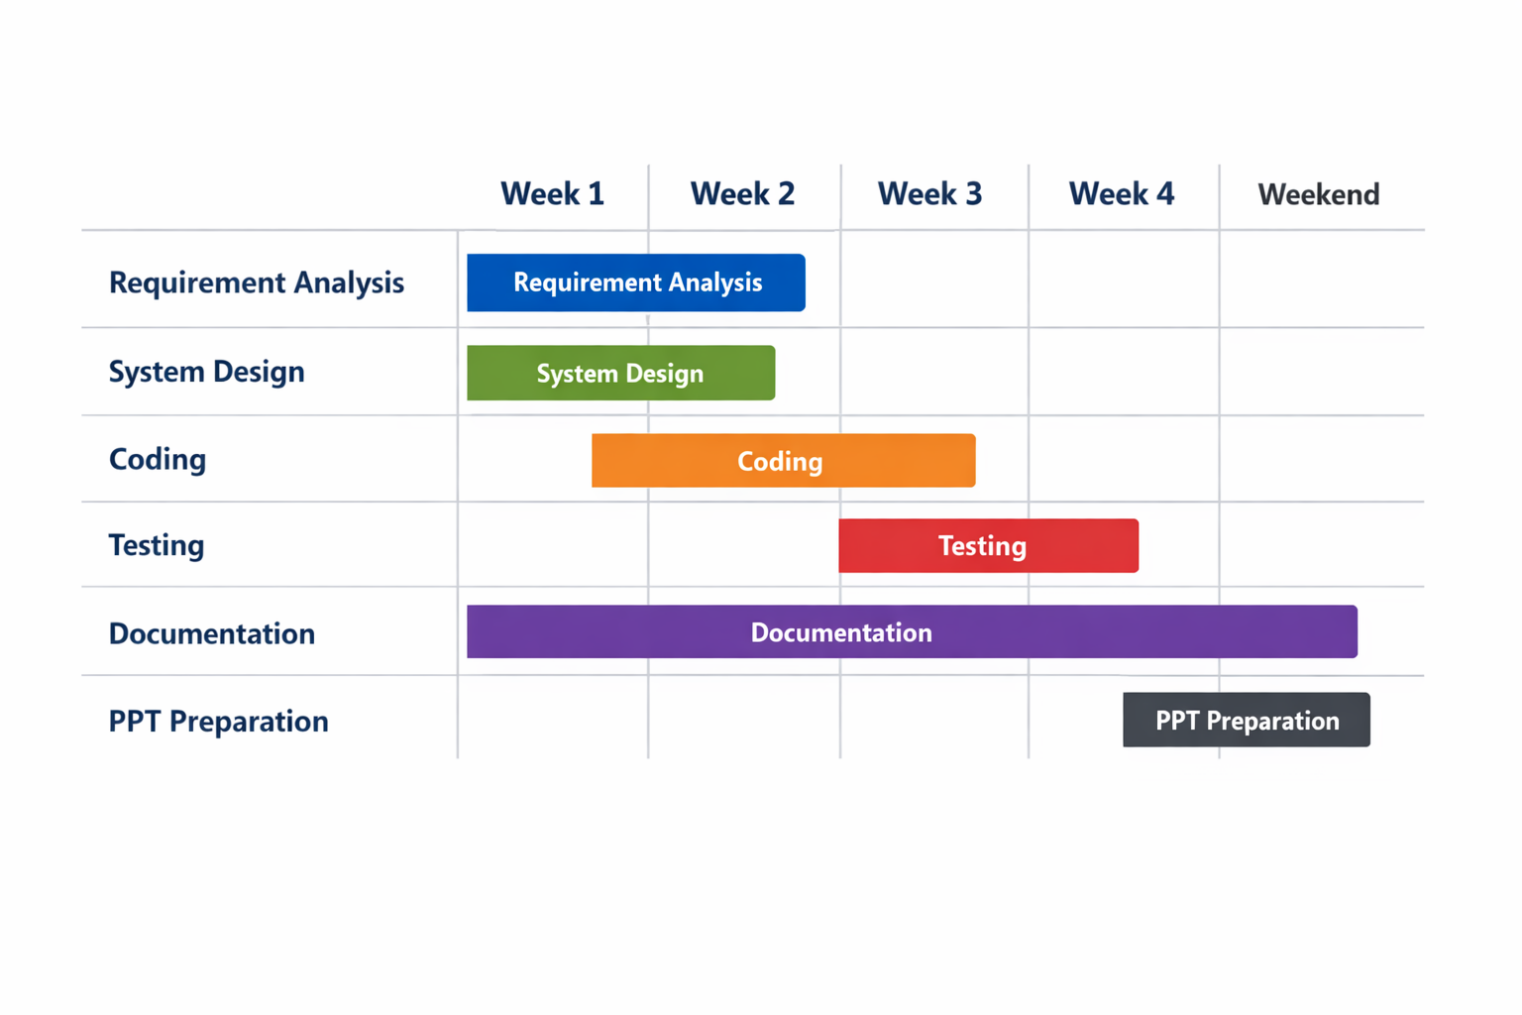 Week 1 Week 2 Week 3 Week 4 Weekend
Requirement Analysis Requirement Analysis
System Design System Design
Coding Coding
Testing Testing
Documentation Documentation
PPT Preparation PPT Preparation